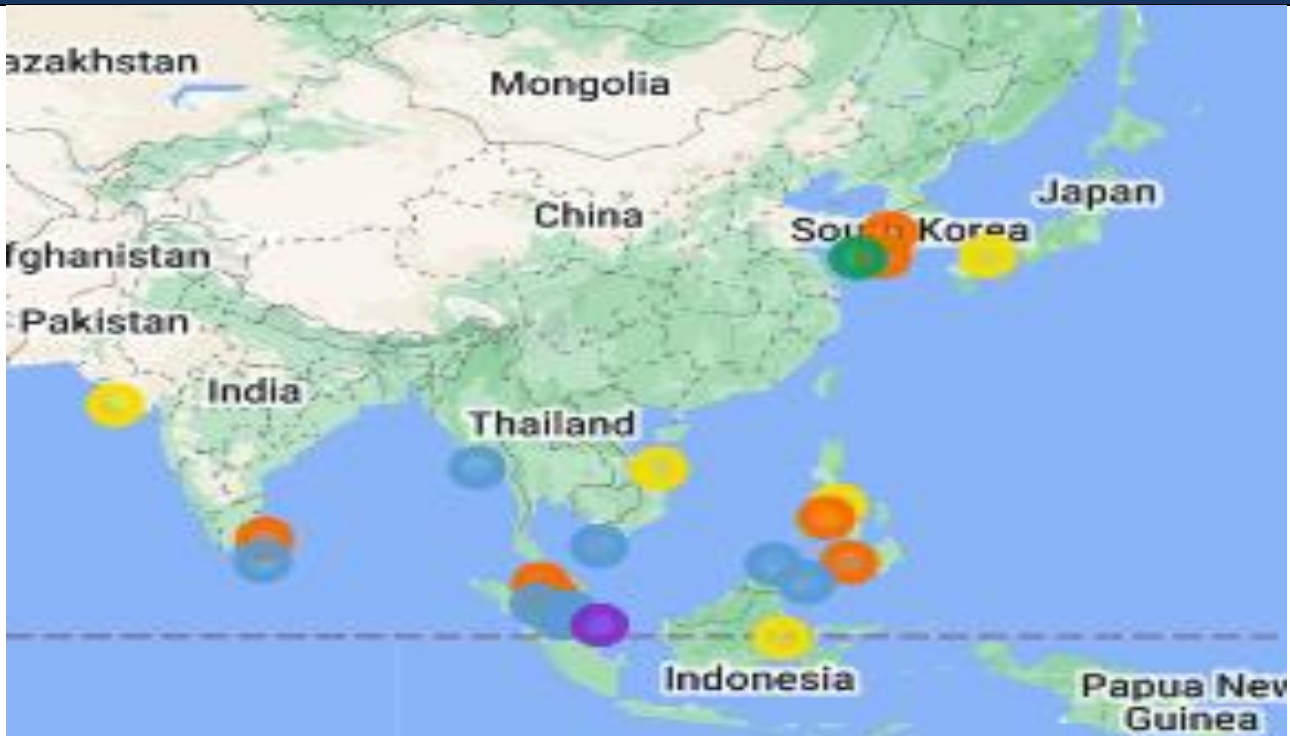 azakhstan
Mongolia
Japan
China
South Korea
fghanistan
Pakistan
India
Thailand
Indonesia
Papua New
Guinea